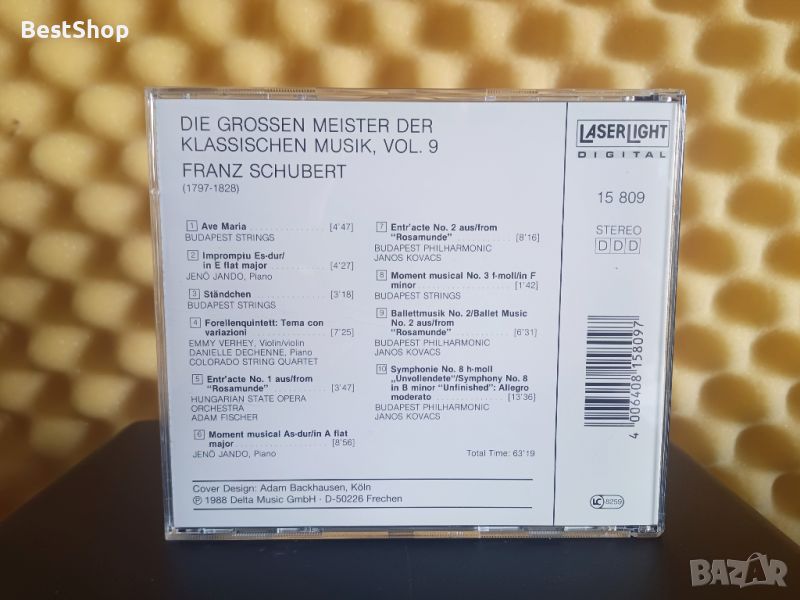 BestShop
DIE GROSSEN MEISTER DER
KLASSISCHEN MUSIK, VOL. 9
FRANZ SCHUBERT
(1797-1828)
1 Ave Maria [4'47]
BUDAPEST STRINGS
2 Impromptu Es-dur/
in E flat major [4'27]
JENÖ JANDO, Piano
3 Ständchen [3'18]
BUDAPEST STRINGS
4 Forellenquintett: Tema con
variazioni [7'25]
EMMY VERHEY, Violin/violin
DANIELLE DECHENNE, Piano
COLORADO STRING QUARTET
5 Entr'acte No. 1 aus/from
"Rosamunde" [3'47]
HUNGARIAN STATE OPERA
ORCHESTRA
ADAM FISCHER
6 Moment musical As-dur/in A flat
major [8'56]
JENÖ JANDO, Piano
7 Entr'acte No. 2 aus/from
"Rosamunde" [8'16]
BUDAPEST PHILHARMONIC
JANOS KOVACS
8 Moment musical No. 3 f-moll/in F
minor [1'42]
BUDAPEST STRINGS
9 Ballettmusik No. 2/Ballet Music
No. 2 aus/from
"Rosamunde" [6'31]
BUDAPEST PHILHARMONIC
JANOS KOVACS
10 Symphonie No. 8 h-moll
„Unvollendete"/Symphony No. 8
in B minor "Unfinished": Allegro
moderato [13'36]
BUDAPEST PHILHARMONIC
JANOS KOVACS
Total Time: 63'19
Cover Design: Adam Backhausen, Köln
℗ 1988 Delta Music GmbH · D-50226 Frechen
LASERLIGHT
DIGITAL
15 809
STEREO
DDD
4 006408 158097
LC 8259
BAZAR